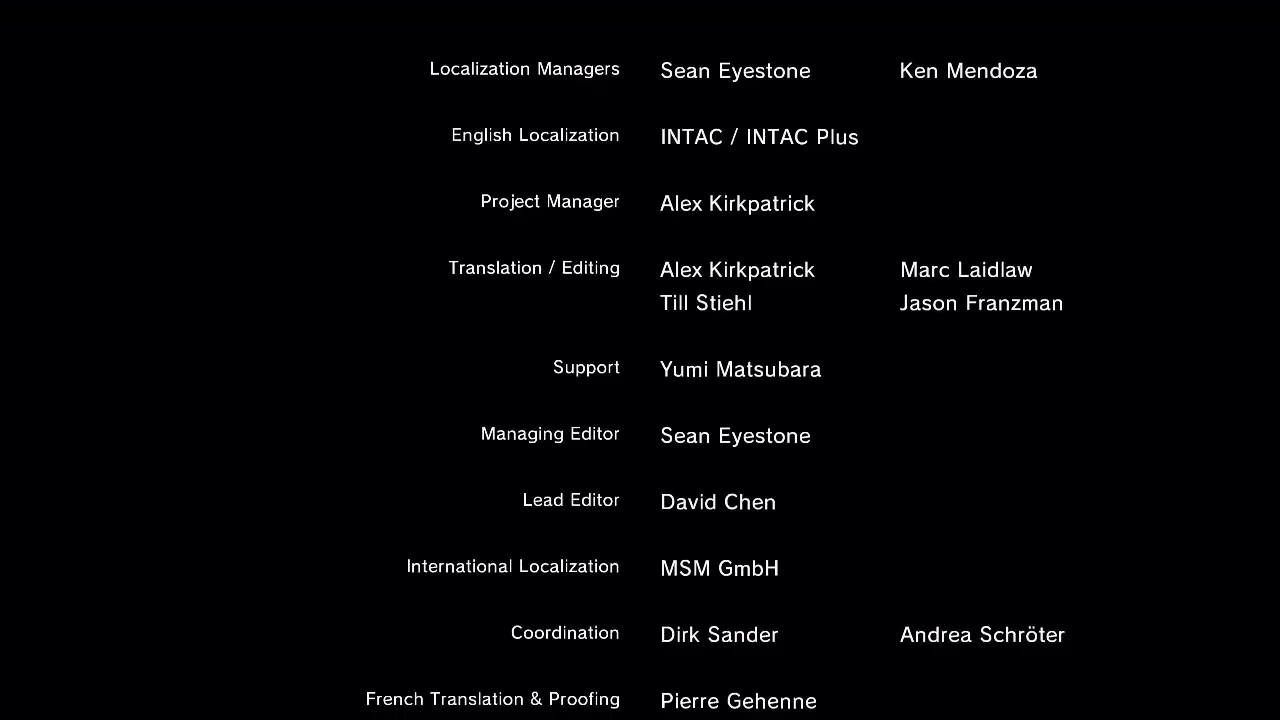 Localization Managers Sean Eyestone Ken Mendoza
English Localization INTAC / INTAC Plus
Project Manager Alex Kirkpatrick
Translation / Editing Alex Kirkpatrick Marc Laidlaw
Till Stiehl Jason Franzman
Support Yumi Matsubara
Managing Editor Sean Eyestone
Lead Editor David Chen
International Localization MSM GmbH
Coordination Dirk Sander Andrea Schröter
French Translation & Proofing Pierre Gehenne